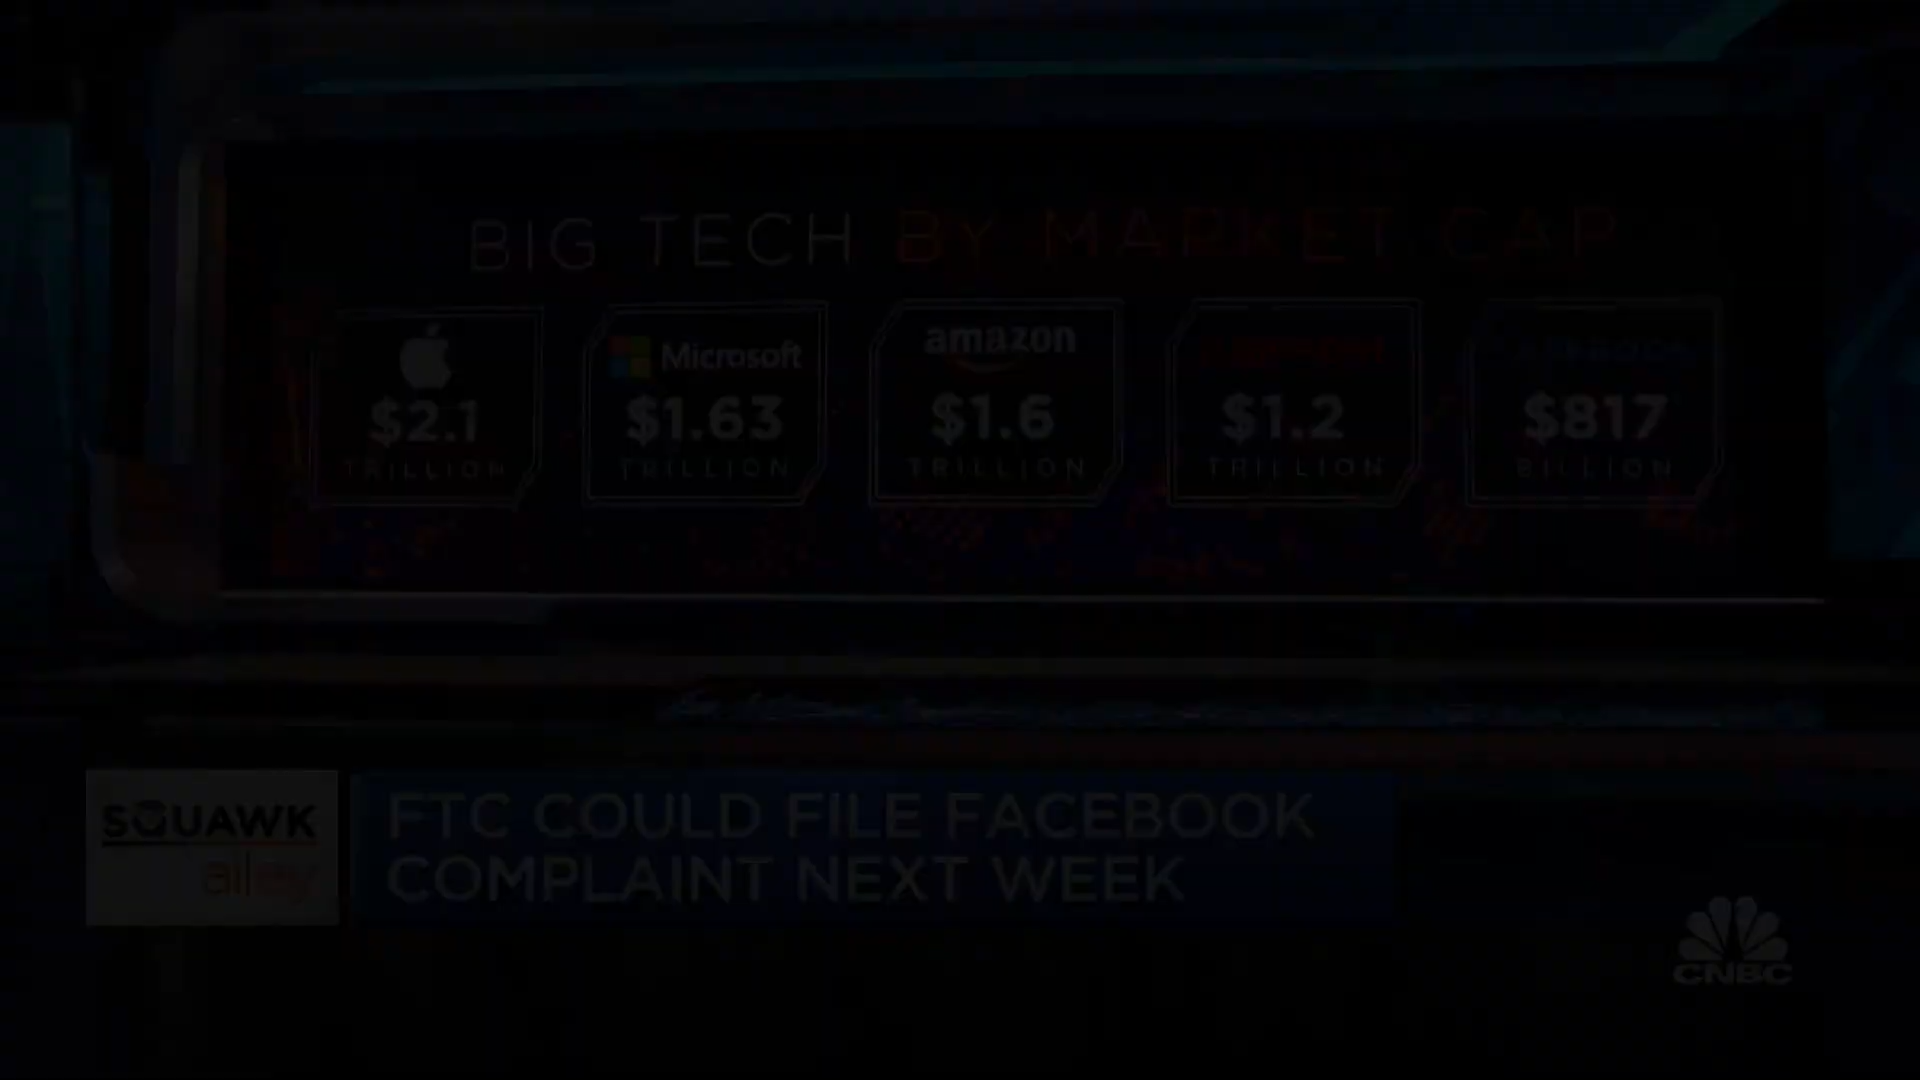 BIG TECH BY MARKET CAP
Microsoft
amazon
$2.1
$1.63
$1.6
$1.2
$817
TRILLION
TRILLION
TRILLION
TRILLION
BILLION
SQUAWK
alley
FTC COULD FILE FACEBOOK
COMPLAINT NEXT WEEK
CNBC